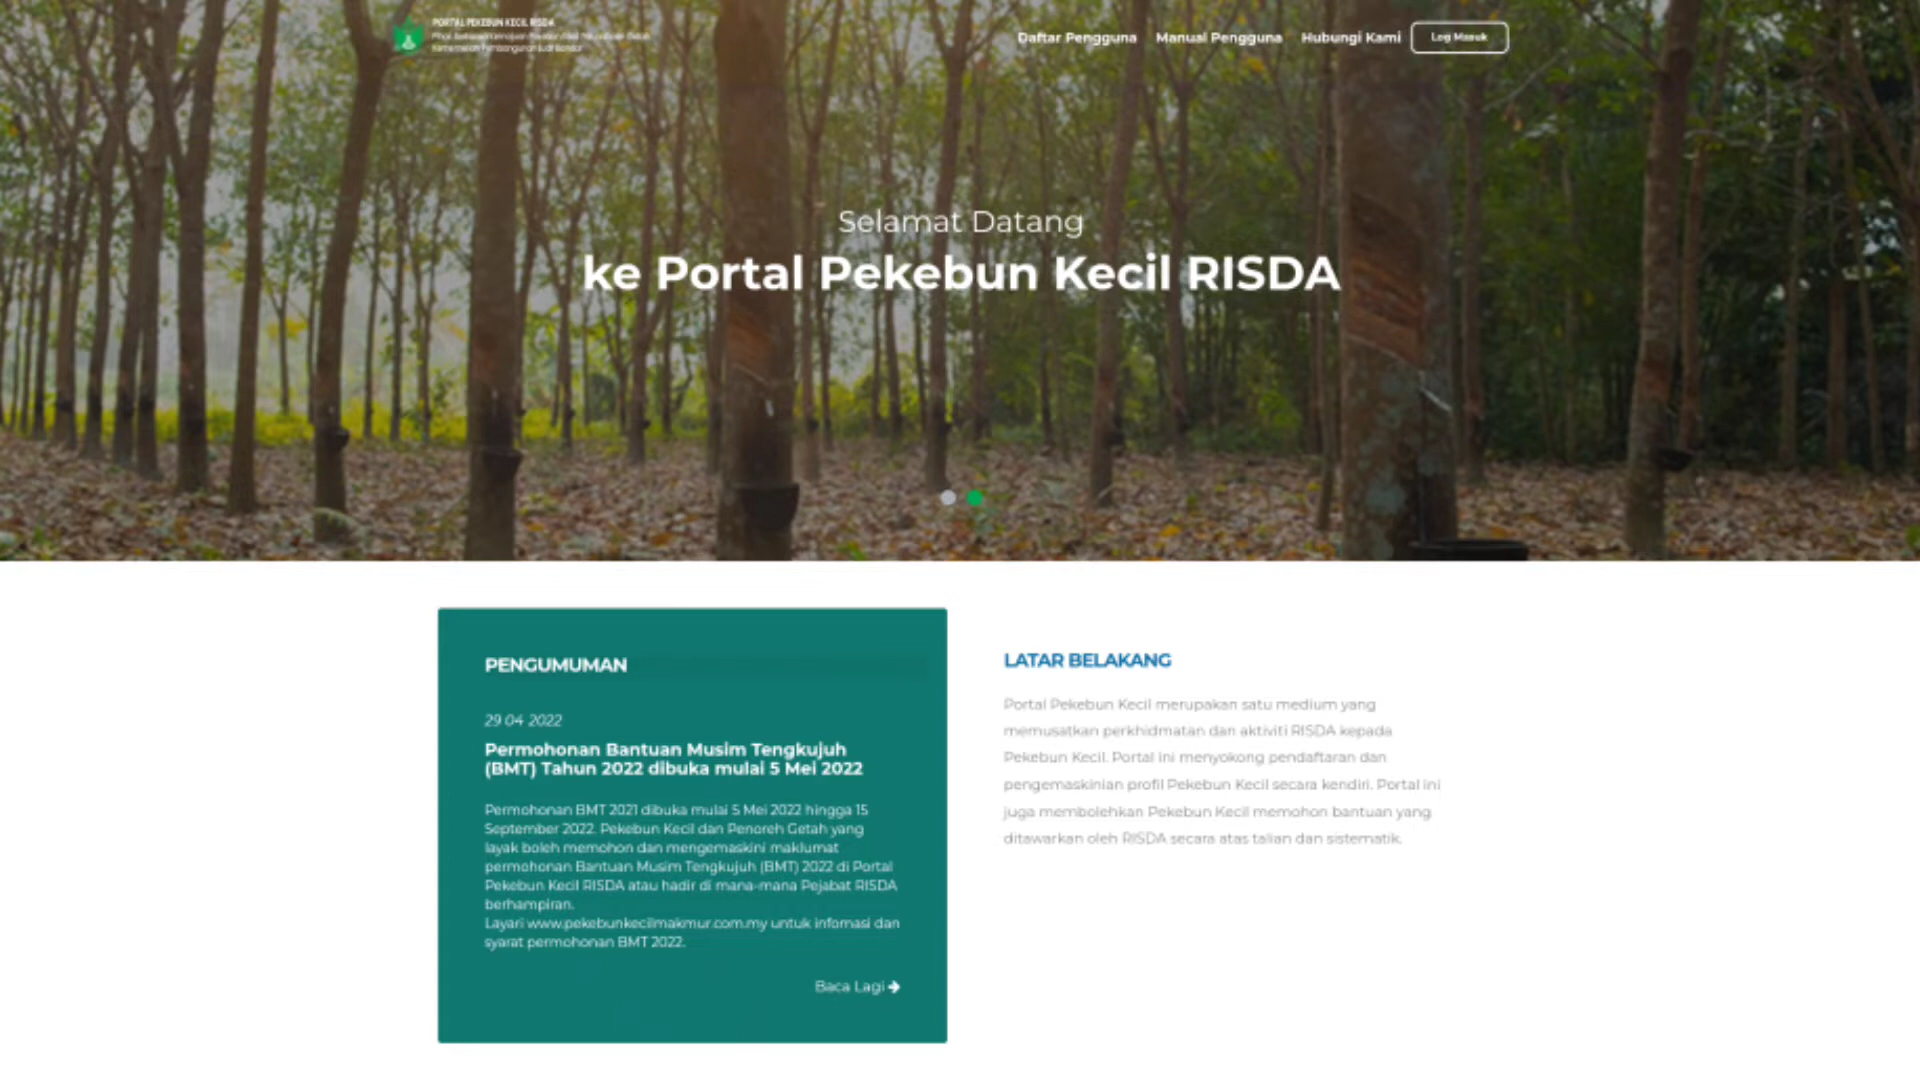 PORTAL PEKEBUN KECIL RISDA
Daftar Pengguna
Manual Pengguna
Hubungi Kami
Log Masuk
Selamat Datang
ke Portal Pekebun Kecil RISDA
PENGUMUMAN
29 04 2022
Permohonan Bantuan Musim Tengkujuh
(BMT) Tahun 2022 dibuka mulai 5 Mei 2022
Permohonan BMT 2021 dibuka mulai 5 Mei 2022 hingga 15
September 2022. Pekebun Kecil dan Penoreh Getah yang
layak boleh memohon dan mengemaskini maklumat
permohonan Bantuan Musim Tengkujuh (BMT) 2022 di Portal
Pekebun Kecil RISDA atau hadir di mana-mana Pejabat RISDA
berhampiran.
Layari www.pekebunkecilmakmur.com.my untuk infomasi dan
syarat permohonan BMT 2022.
Baca Lagi
LATAR BELAKANG
Portal Pekebun Kecil merupakan satu medium yang
memusatkan perkhidmatan dan aktiviti RISDA kepada
Pekebun Kecil. Portal ini menyokong pendaftaran dan
pengemaskinian profil Pekebun Kecil secara kendiri. Portal ini
juga membolehkan Pekebun Kecil memohon bantuan yang
ditawarkan oleh RISDA secara atas talian dan sistematik.